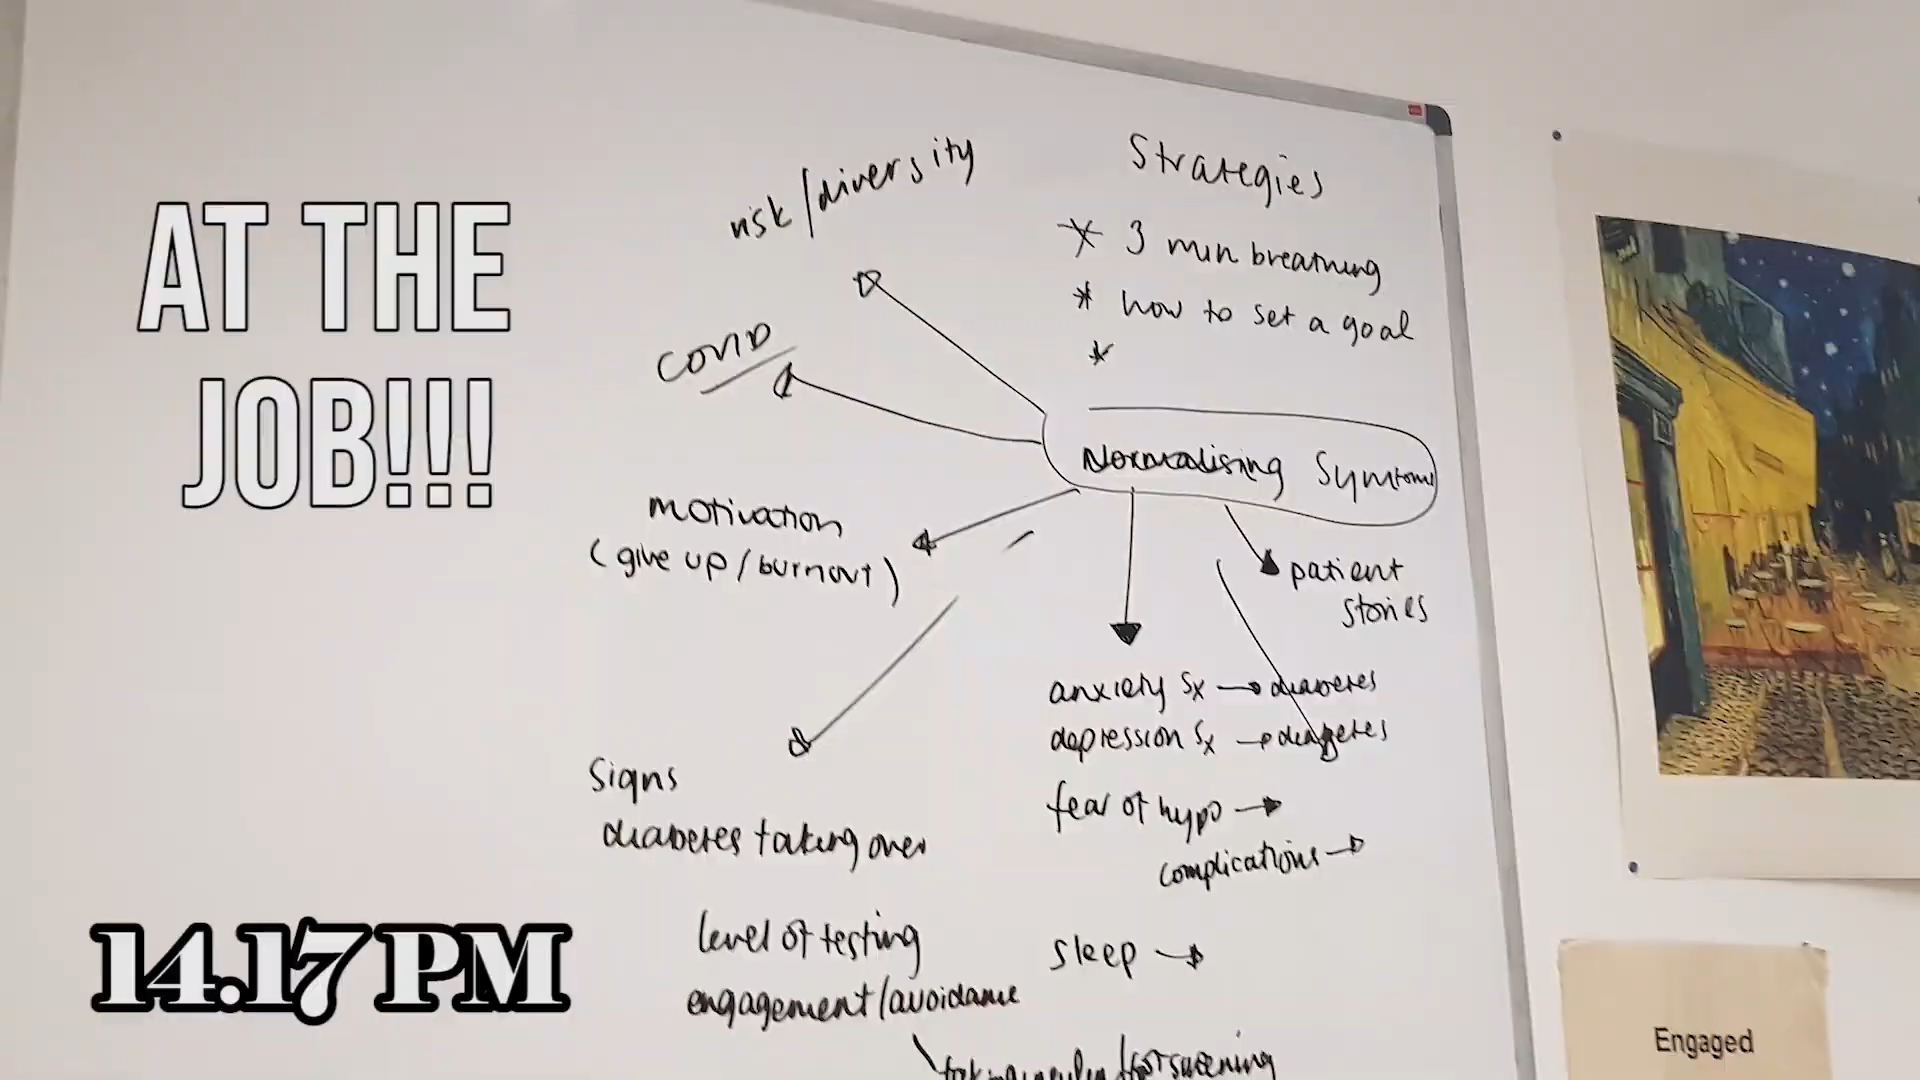 AT THE
JOB!!!
14.17 PM
risk/diversity
COVID
motivation
(give up/burnout)
Signs
diabetes taking over
level of testing
engagement/avoidance
Strategies
* 3 min breathing
* how to set a goal
*
Normalising Symtoms
patient
stories
anxiety Sx → diabetes
depression Sx → diabetes
fear of hypo →
complications →
sleep →
Engaged